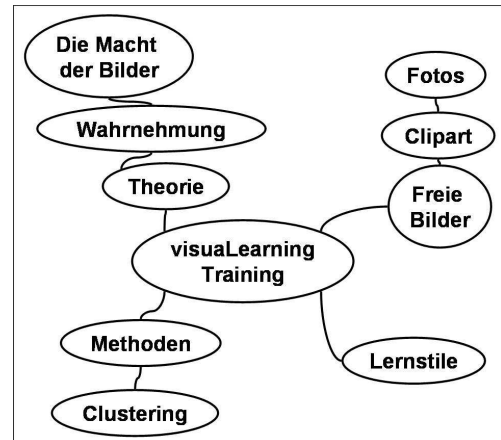 Die Macht
der Bilder
Wahrnehmung
Theorie
visuaLearning
Training
Methoden
Clustering
Fotos
Clipart
Freie
Bilder
Lernstile